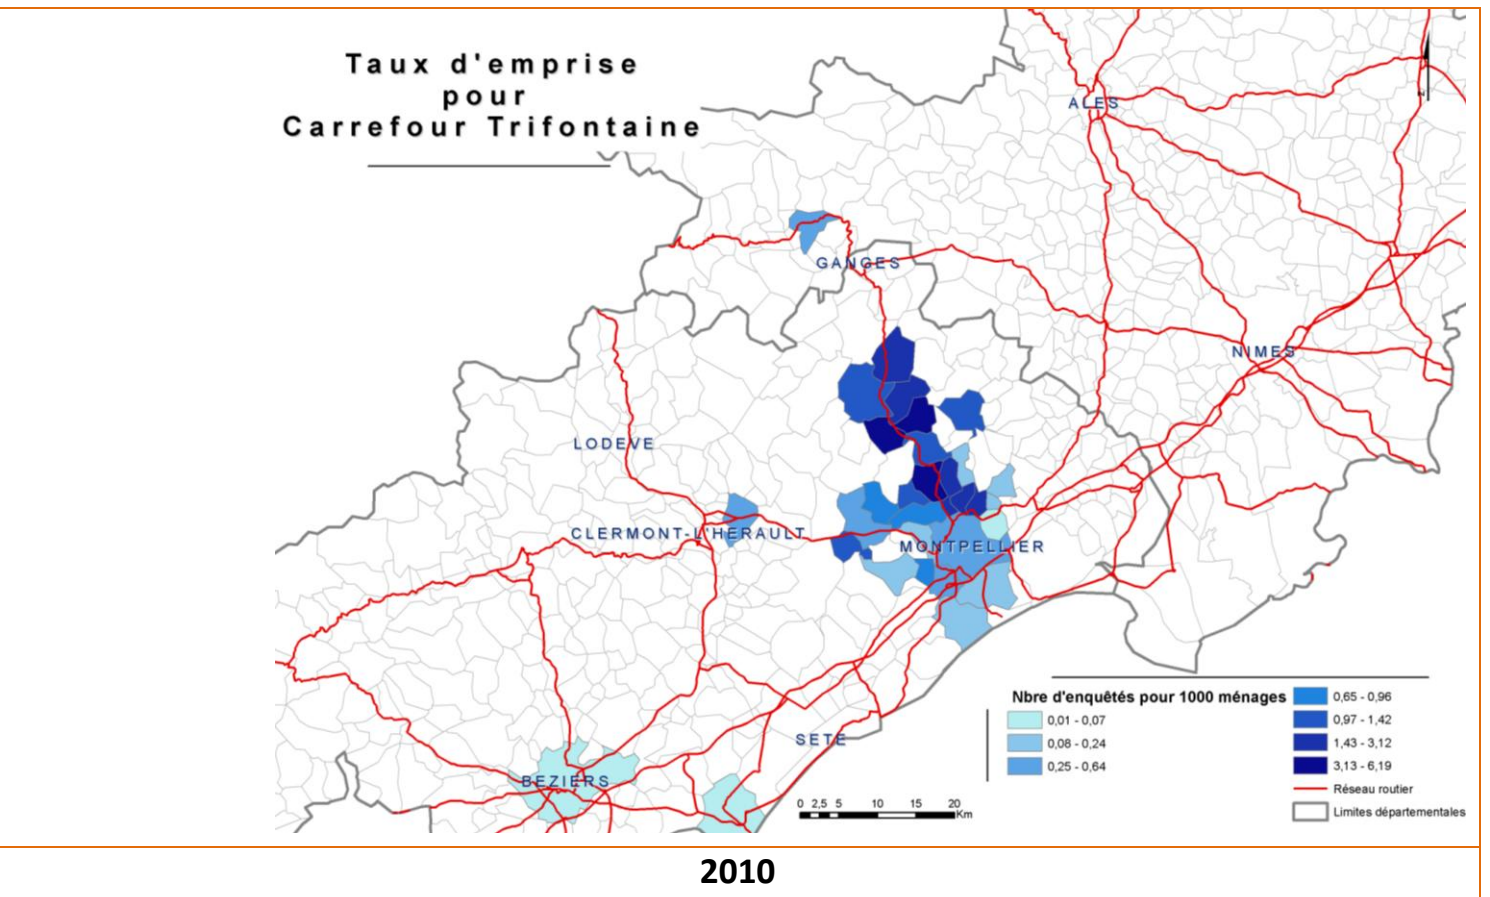 Taux d'emprise
pour
Carrefour Trifontaine
ALES
GANGES
NIMES
LODEVE
CLERMONT-L'HERAULT
MONTPELLIER
SETE
BEZIERS
Nbre d'enquêtés pour 1000 ménages
0,01 - 0,07
0,08 - 0,24
0,25 - 0,64
0,65 - 0,96
0,97 - 1,42
1,43 - 3,12
3,13 - 6,19
Réseau routier
Limites départementales
0 2,5 5 10 15 20
Km
2010